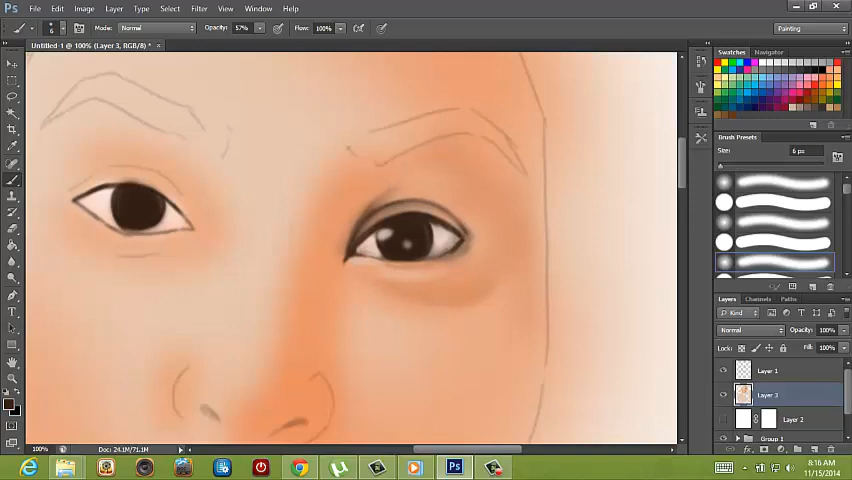 Ps File Edit Image Layer Type Select Filter View Window Help
6 Mode: Normal Opacity: 57% Flow: 100% Painting
Untitled-1 @ 100% (Layer 3, RGB/8) * ×
Swatches Navigator
Brush Presets
Size: 6 px
Layers Channels Paths
Kind
Normal Opacity: 100%
Lock: Fill: 100%
Layer 1
Layer 3
Layer 2
Group 1
100% Doc: 24.1M/71.1M
fx
Ps
8:16 AM
11/15/2014